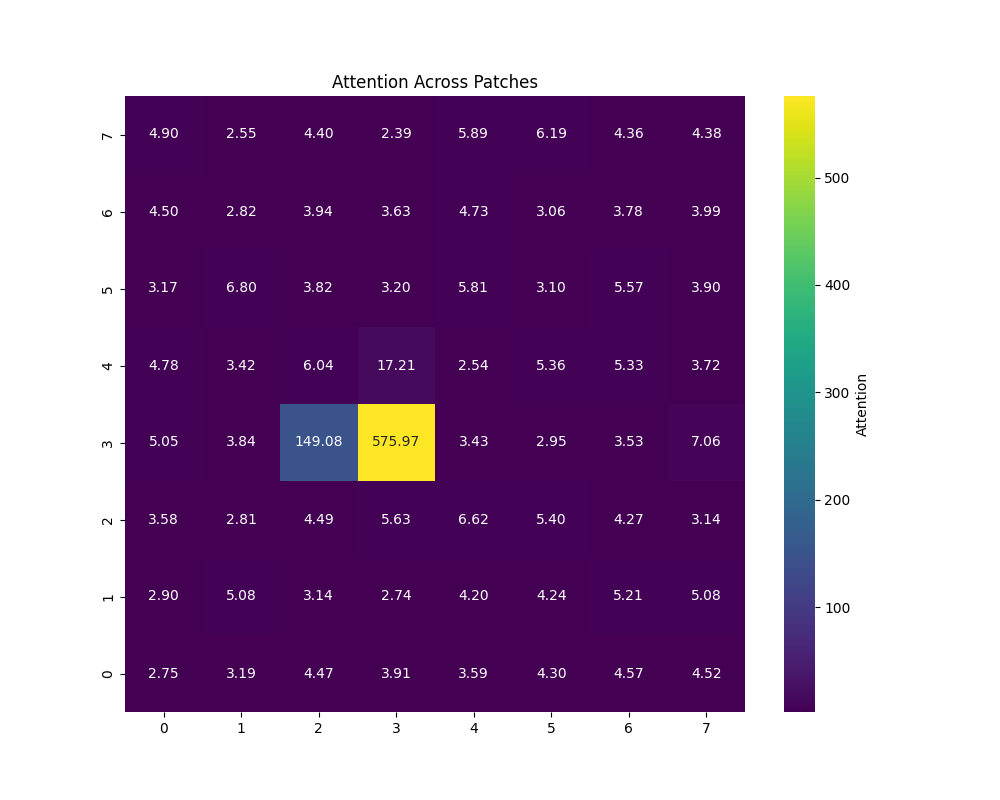 Attention Across Patches
7 4.90 2.55 4.40 2.39 5.89 6.19 4.36 4.38
500
6 4.50 2.82 3.94 3.63 4.73 3.06 3.78 3.99
5 3.17 6.80 3.82 3.20 5.81 3.10 5.57 3.90
400
4 4.78 3.42 6.04 17.21 2.54 5.36 5.33 3.72
300
Attention
3 5.05 3.84 149.08 575.97 3.43 2.95 3.53 7.06
200
2 3.58 2.81 4.49 5.63 6.62 5.40 4.27 3.14
1 2.90 5.08 3.14 2.74 4.20 4.24 5.21 5.08
100
0 2.75 3.19 4.47 3.91 3.59 4.30 4.57 4.52
0 1 2 3 4 5 6 7